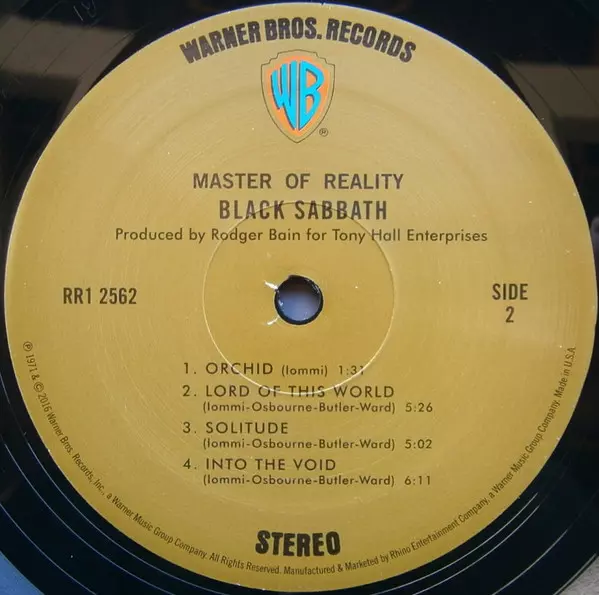 WARNER BROS. RECORDS
WB
®
MASTER OF REALITY
BLACK SABBATH
Produced by Rodger Bain for Tony Hall Enterprises
RR1 2562
SIDE
2
1. ORCHID (Iommi) 1:31
2. LORD OF THIS WORLD
(Iommi-Osbourne-Butler-Ward) 5:26
3. SOLITUDE
(Iommi-Osbourne-Butler-Ward) 5:02
4. INTO THE VOID
(Iommi-Osbourne-Butler-Ward) 6:11
STEREO
℗ 1971 & © 2016 Warner Bros. Records, Inc., a Warner Music Group Company. All Rights Reserved. Manufactured & Marketed by Rhino Entertainment Company, a Warner Music Group Company. Made in U.S.A.